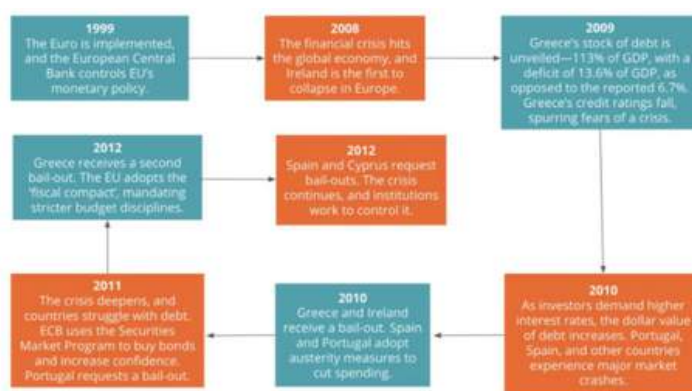 1999
The Euro is implemented,
and the European Central
Bank controls EU's
monetary policy.
2008
The financial crisis hits
the global economy, and
Ireland is the first to
collapse in Europe.
2009
Greece's stock of debt is
unveiled—113% of GDP, with a
deficit of 13.6% of GDP, as
opposed to the reported 6.7%.
Greece's credit ratings fall,
spurring fears of a crisis.
2010
As investors demand higher
interest rates, the dollar value
of debt increases. Portugal,
Spain, and other countries
experience major market
crashes.
2010
Greece and Ireland
receive a bail-out. Spain
and Portugal adopt
austerity measures to
cut spending.
2011
The crisis deepens, and
countries struggle with debt.
ECB uses the Securities
Market Program to buy
bonds and increase confidence.
Portugal requests a bail-out.
2012
Greece receives a second
bail-out. The EU adopts the
'fiscal compact', mandating
stricter budget disciplines.
2012
Spain and Cyprus request
bail-outs. The crisis
continues, and institutions
work to control it.